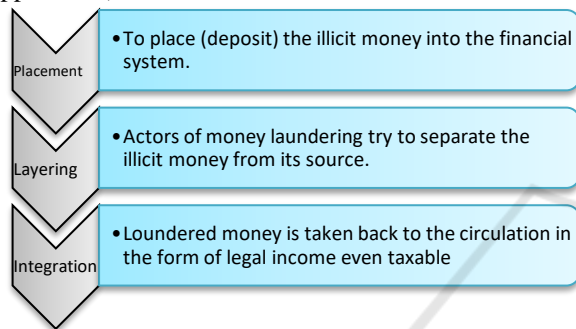 Placement
•To place (deposit) the illicit money into the financial
system.
Layering
•Actors of money laundering try to separate the
illicit money from its source.
Integration
•Loundered money is taken back to the circulation in
the form of legal income even taxable